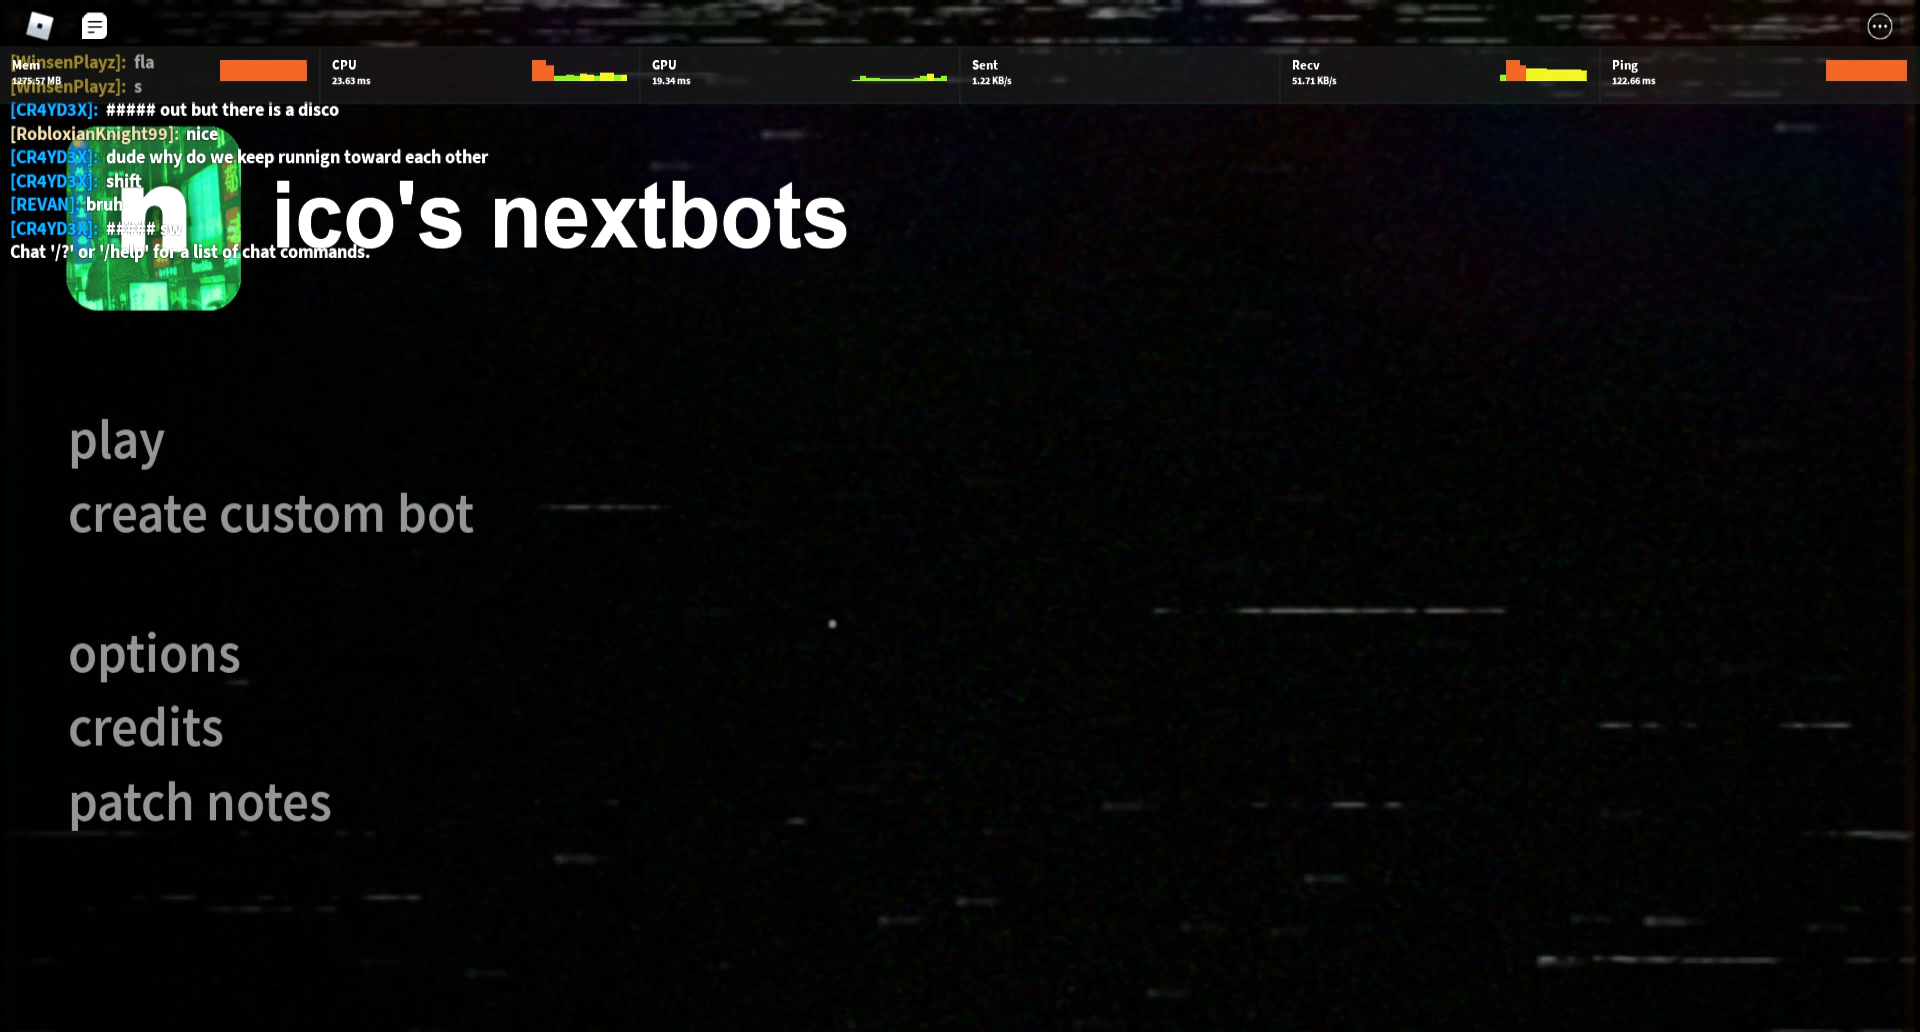 [WinsenPlayz]: fla
Mem
1275.57 MB
CPU
23.63 ms
GPU
19.34 ms
Sent
1.22 KB/s
Recv
51.71 KB/s
Ping
122.66 ms
[WinsenPlayz]: s
[CR4YD3X]: ##### out but there is a disco
[RobloxianKnight99]: nice
[CR4YD3X]: dude why do we keep runnign toward each other
[CR4YD3X]: shift
[REVAN]: bruh
[CR4YD3X]: ##### sw
Chat '/?' or '/help' for a list of chat commands.
n ico's nextbots
play
create custom bot
options
credits
patch notes